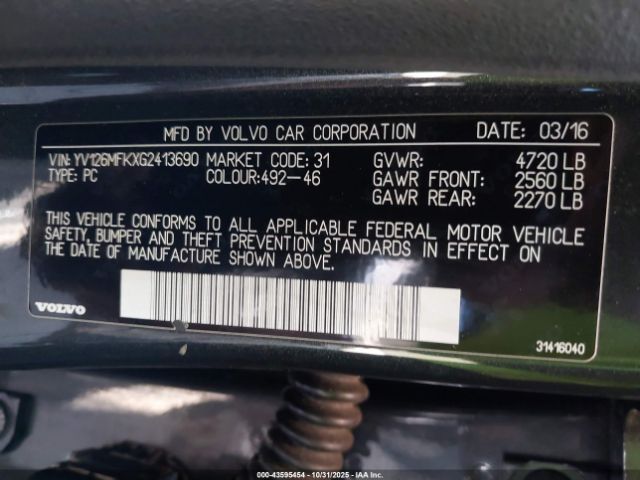 MFD BY VOLVO CAR CORPORATION DATE: 03/16
VIN: YV126MFKXG2413690 MARKET CODE: 31 GVWR: 4720 LB
TYPE: PC COLOUR:492-46 GAWR FRONT: 2560 LB
GAWR REAR: 2270 LB
THIS VEHICLE CONFORMS TO ALL APPLICABLE FEDERAL MOTOR VEHICLE
SAFETY, BUMPER AND THEFT PREVENTION STANDARDS IN EFFECT ON
THE DATE OF MANUFACTURE SHOWN ABOVE.
VOLVO
31416040
000-43595454 - 10/31/2025 - IAAI, Inc.